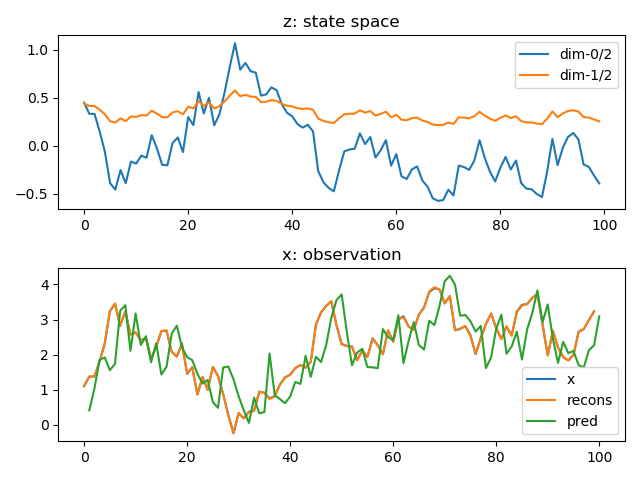 z: state space
1.0
0.5
0.0
−0.5
dim-0/2
dim-1/2
0 20 40 60 80 100
x: observation
4
3
2
1
0
x
recons
pred
0 20 40 60 80 100